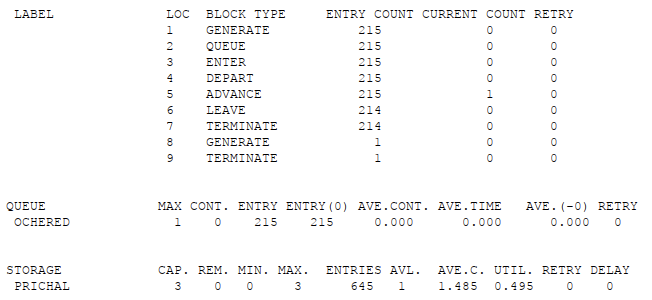 LABEL LOC BLOCK TYPE ENTRY COUNT CURRENT COUNT RETRY
1 GENERATE 215 0 0
2 QUEUE 215 0 0
3 ENTER 215 0 0
4 DEPART 215 0 0
5 ADVANCE 215 1 0
6 LEAVE 214 0 0
7 TERMINATE 214 0 0
8 GENERATE 1 0 0
9 TERMINATE 1 0 0
QUEUE MAX CONT. ENTRY ENTRY(0) AVE.CONT. AVE.TIME AVE.(-0) RETRY
OCHERED 1 0 215 215 0.000 0.000 0.000 0
STORAGE CAP. REM. MIN. MAX. ENTRIES AVL. AVE.C. UTIL. RETRY DELAY
PRICHAL 3 0 0 3 645 1 1.485 0.495 0 0